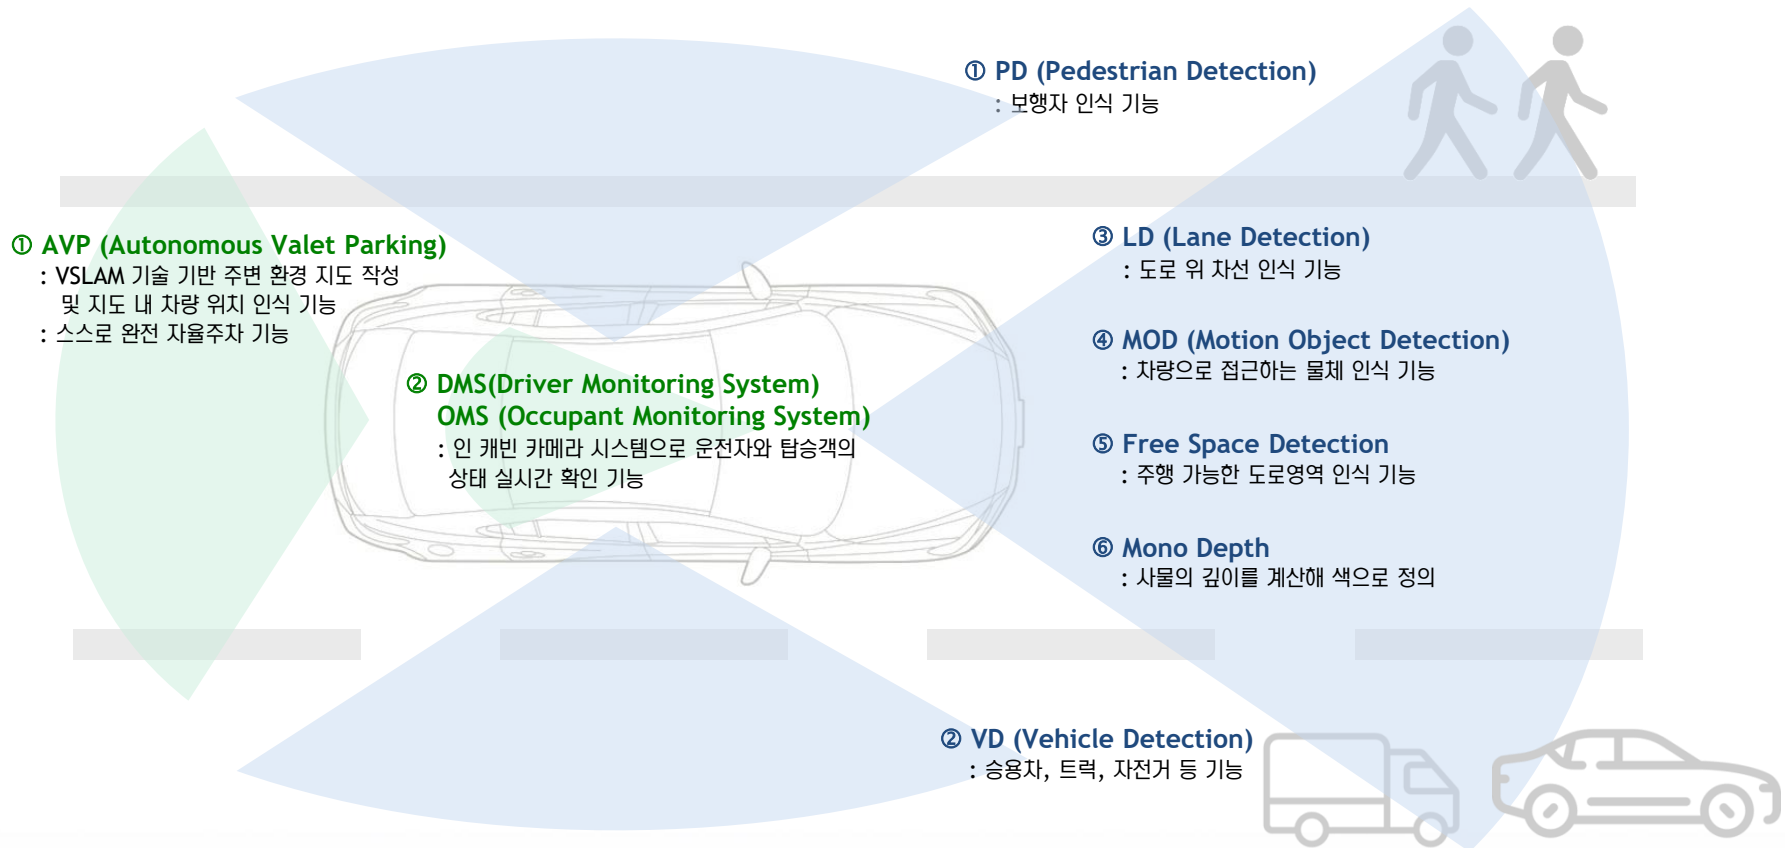 ① PD (Pedestrian Detection)
: 보행자 인식 기능
① AVP (Autonomous Valet Parking)
: VSLAM 기술 기반 주변 환경 지도 작성
및 지도 내 차량 위치 인식 기능
: 스스로 완전 자율주차 기능
② DMS(Driver Monitoring System)
OMS (Occupant Monitoring System)
: 인 캐빈 카메라 시스템으로 운전자와 탑승객의
상태 실시간 확인 기능
③ LD (Lane Detection)
: 도로 위 차선 인식 기능
④ MOD (Motion Object Detection)
: 차량으로 접근하는 물체 인식 기능
⑤ Free Space Detection
: 주행 가능한 도로영역 인식 기능
⑥ Mono Depth
: 사물의 깊이를 계산해 색으로 정의
② VD (Vehicle Detection)
: 승용차, 트럭, 자전거 등 기능